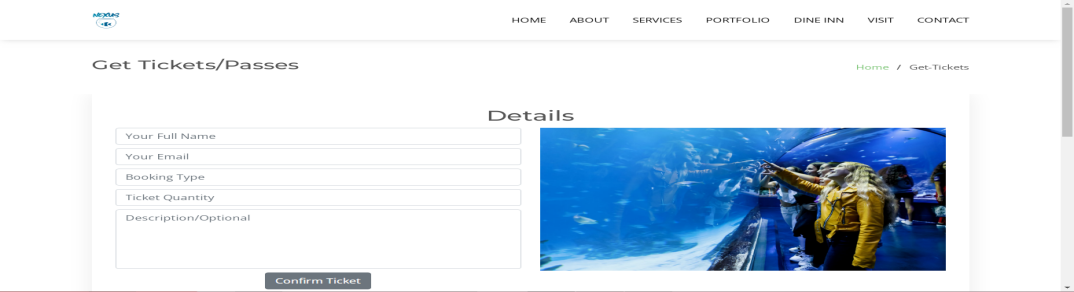 HOME ABOUT SERVICES PORTFOLIO DINE INN VISIT CONTACT
Get Tickets/Passes
Home / Get-Tickets
Details
Your Full Name
Your Email
Booking Type
Ticket Quantity
Description/Optional
Confirm Ticket